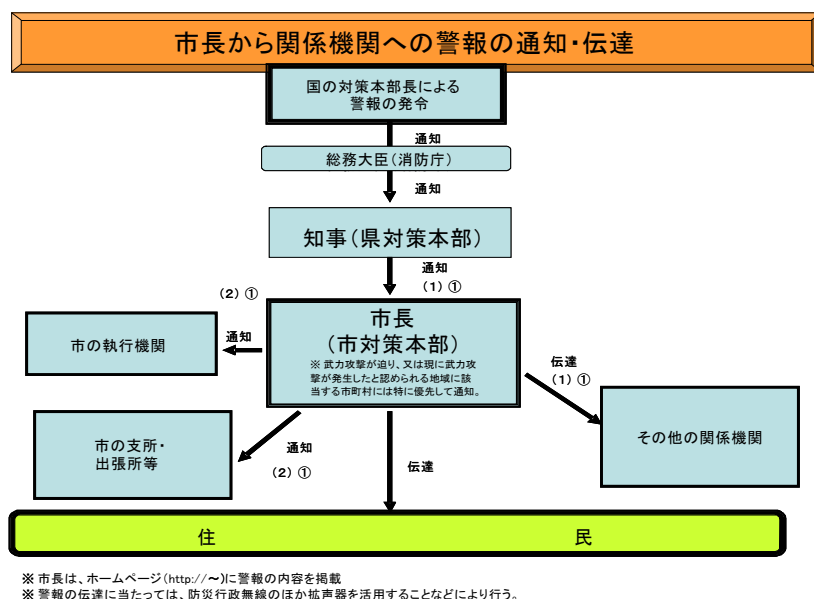 市長から関係機関への警報の通知・伝達
国の対策本部長による
警報の発令
通知
総務大臣(消防庁)
通知
知事(県対策本部)
通知
(1) ①
(2) ①
市長
(市対策本部)
※ 武力攻撃が迫り、又は現に武力攻
撃が発生したと認められる地域に該
当する市町村には特に優先して通知。
市の執行機関
通知
伝達
(1) ①
その他の関係機関
市の支所・
出張所等
通知
(2) ①
伝達
住 民
※ 市長は、ホームページ(http://~)に警報の内容を掲載
※ 警報の伝達に当たっては、防災行政無線のほか拡声器を活用することなどにより行う。